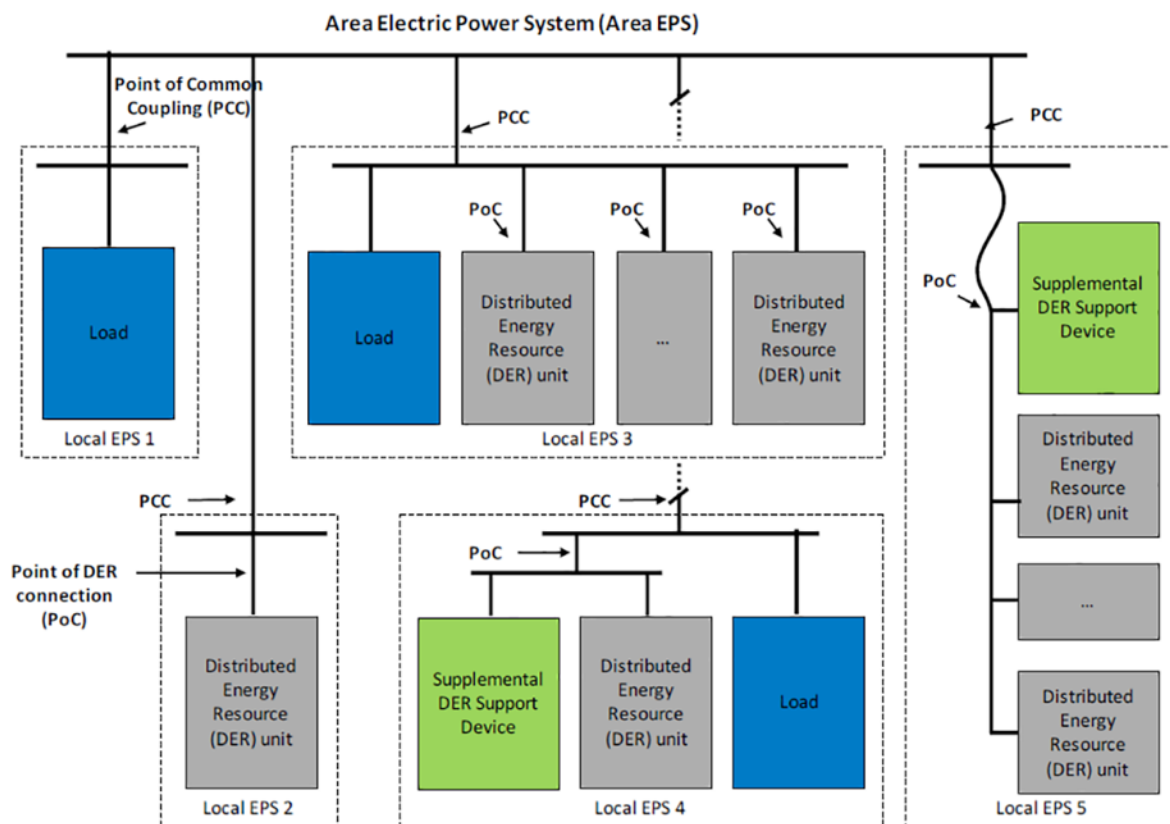 Area Electric Power System (Area EPS)
Point of Common
Coupling (PCC)
PCC
PCC
Load
Local EPS 1
PoC
PoC
PoC
Load
Distributed
Energy
Resource
(DER) unit
...
Distributed
Energy
Resource
(DER) unit
Local EPS 3
PoC
Supplemental
DER Support
Device
Distributed
Energy
Resource
(DER) unit
...
Distributed
Energy
Resource
(DER) unit
Local EPS 5
PCC
Point of DER
connection
(PoC)
Distributed
Energy
Resource
(DER) unit
Local EPS 2
PCC
PoC
Supplemental
DER Support
Device
Distributed
Energy
Resource
(DER) unit
Load
Local EPS 4